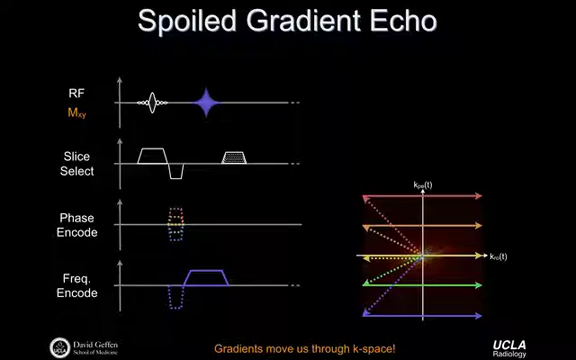 Spoiled Gradient Echo
RF
Mxy
Slice
Select
Phase
Encode
Freq.
Encode
kpe(t)
kro(t)
UCLA
David Geffen
School of Medicine
Gradients move us through k-space!
UCLA
Radiology